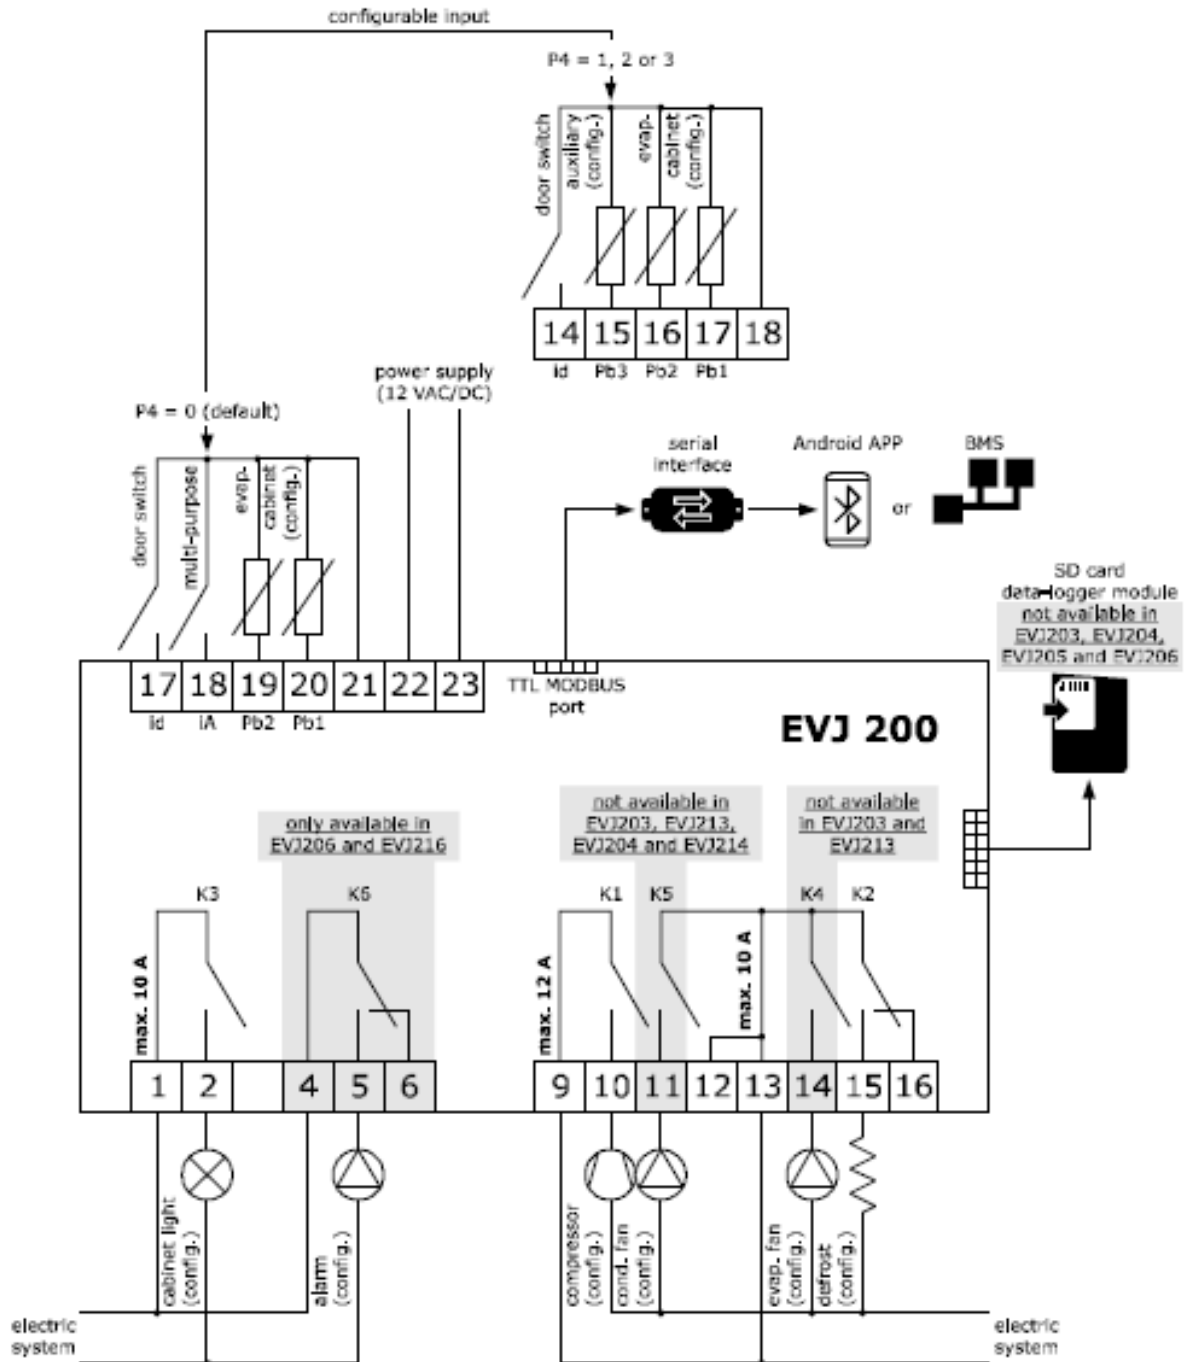 configurable input
P4 = 1, 2 or 3
door switch
auxiliary
(config.)
evap.
cabinet
(config.)
14 15 16 17 18
id Pb3 Pb2 Pb1
power supply
(12 VAC/DC)
P4 = 0 (default)
door switch
multi-purpose
evap.
cabinet
(config.)
serial
interface
Android APP
or
BMS
SD card
data-logger module
not available in
EVJ203, EVJ204,
EVJ205 and EVJ206
17 18 19 20 21 22 23
id iA Pb2 Pb1
TTL MODBUS
port
EVJ 200
only available in
EVJ206 and EVJ216
not available in
EVJ203, EVJ213,
EVJ204 and EVJ214
not available
in EVJ203 and
EVJ213
K3 K6 K1 K5 K4 K2
max. 10 A
max. 12 A
max. 10 A
1 2 4 5 6 9 10 11 12 13 14 15 16
cabinet light
(config.)
alarm
(config.)
compressor
(config.)
cond. fan
(config.)
evap. fan
(config.)
defrost
(config.)
electric
system
electric
system